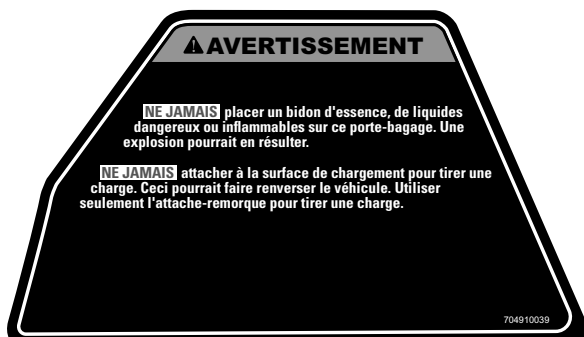 ⚠AVERTISSEMENT
NE JAMAIS placer un bidon d'essence, de liquides
dangereux ou inflammables sur ce porte-bagage. Une
explosion pourrait en résulter.
NE JAMAIS attacher à la surface de chargement pour tirer une
charge. Ceci pourrait faire renverser le véhicule. Utiliser
seulement l'attache-remorque pour tirer une charge.
704910039